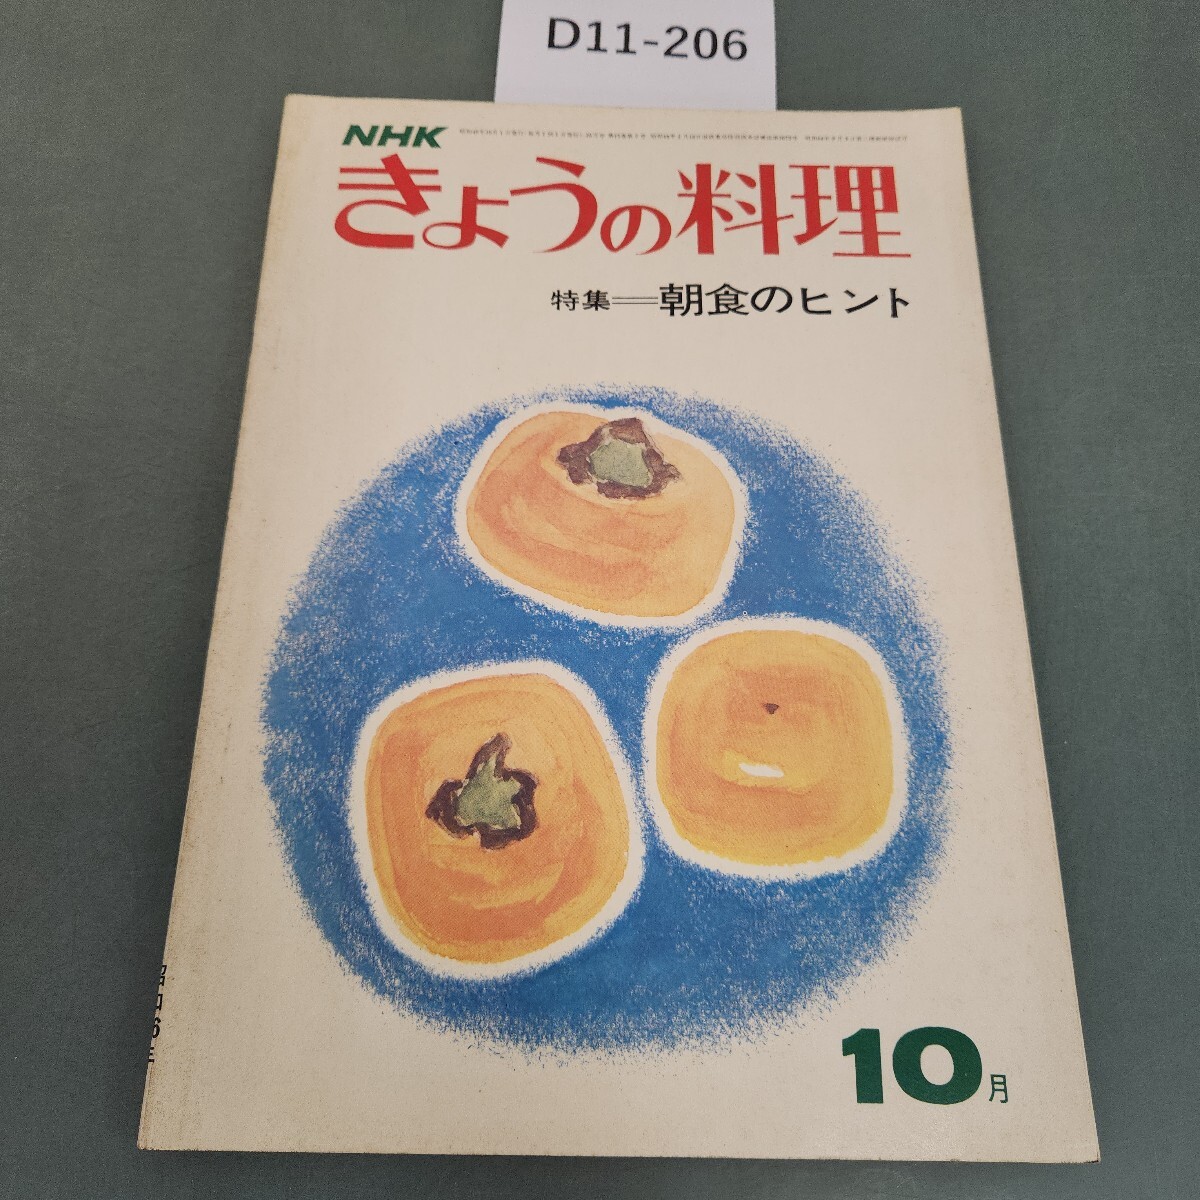 D11-206
NHK
きょうの料理
特集＝朝食のヒント
10月